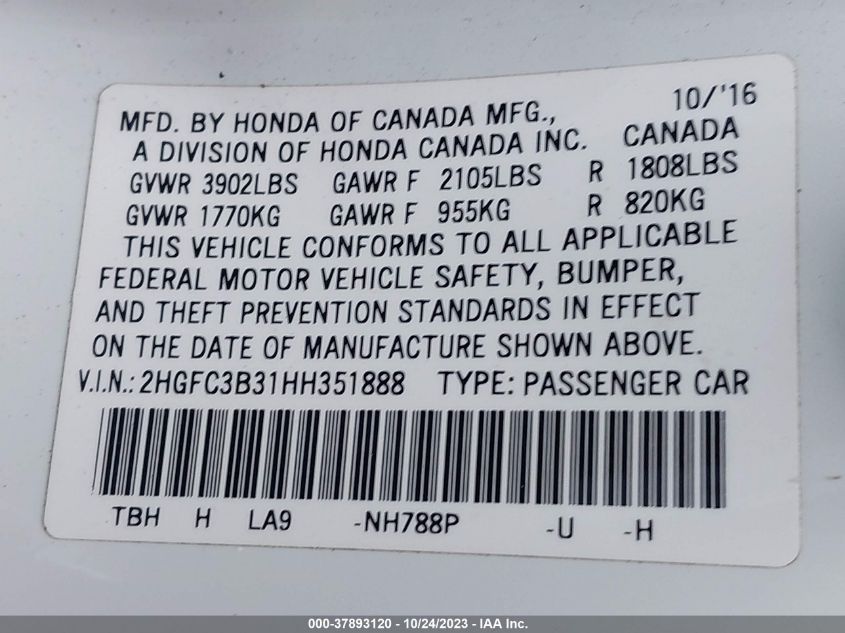 10/'16
MFD. BY HONDA OF CANADA MFG.,
A DIVISION OF HONDA CANADA INC. CANADA
GVWR 3902LBS GAWR F 2105LBS R 1808LBS
GVWR 1770KG GAWR F 955KG R 820KG
THIS VEHICLE CONFORMS TO ALL APPLICABLE
FEDERAL MOTOR VEHICLE SAFETY, BUMPER,
AND THEFT PREVENTION STANDARDS IN EFFECT
ON THE DATE OF MANUFACTURE SHOWN ABOVE.
V.I.N.: 2HGFC3B31HH351888 TYPE: PASSENGER CAR
TBH H LA9 -NH788P -U -H
000-37893120 - 10/24/2023 - IAA Inc.